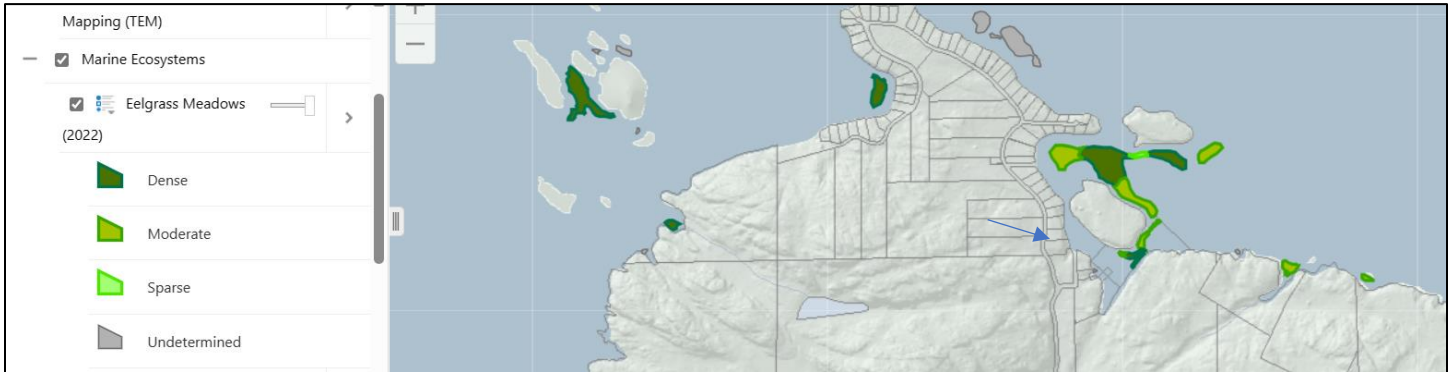 Mapping (TEM)
Marine Ecosystems
Eelgrass Meadows
(2022)
Dense
Moderate
Sparse
Undetermined